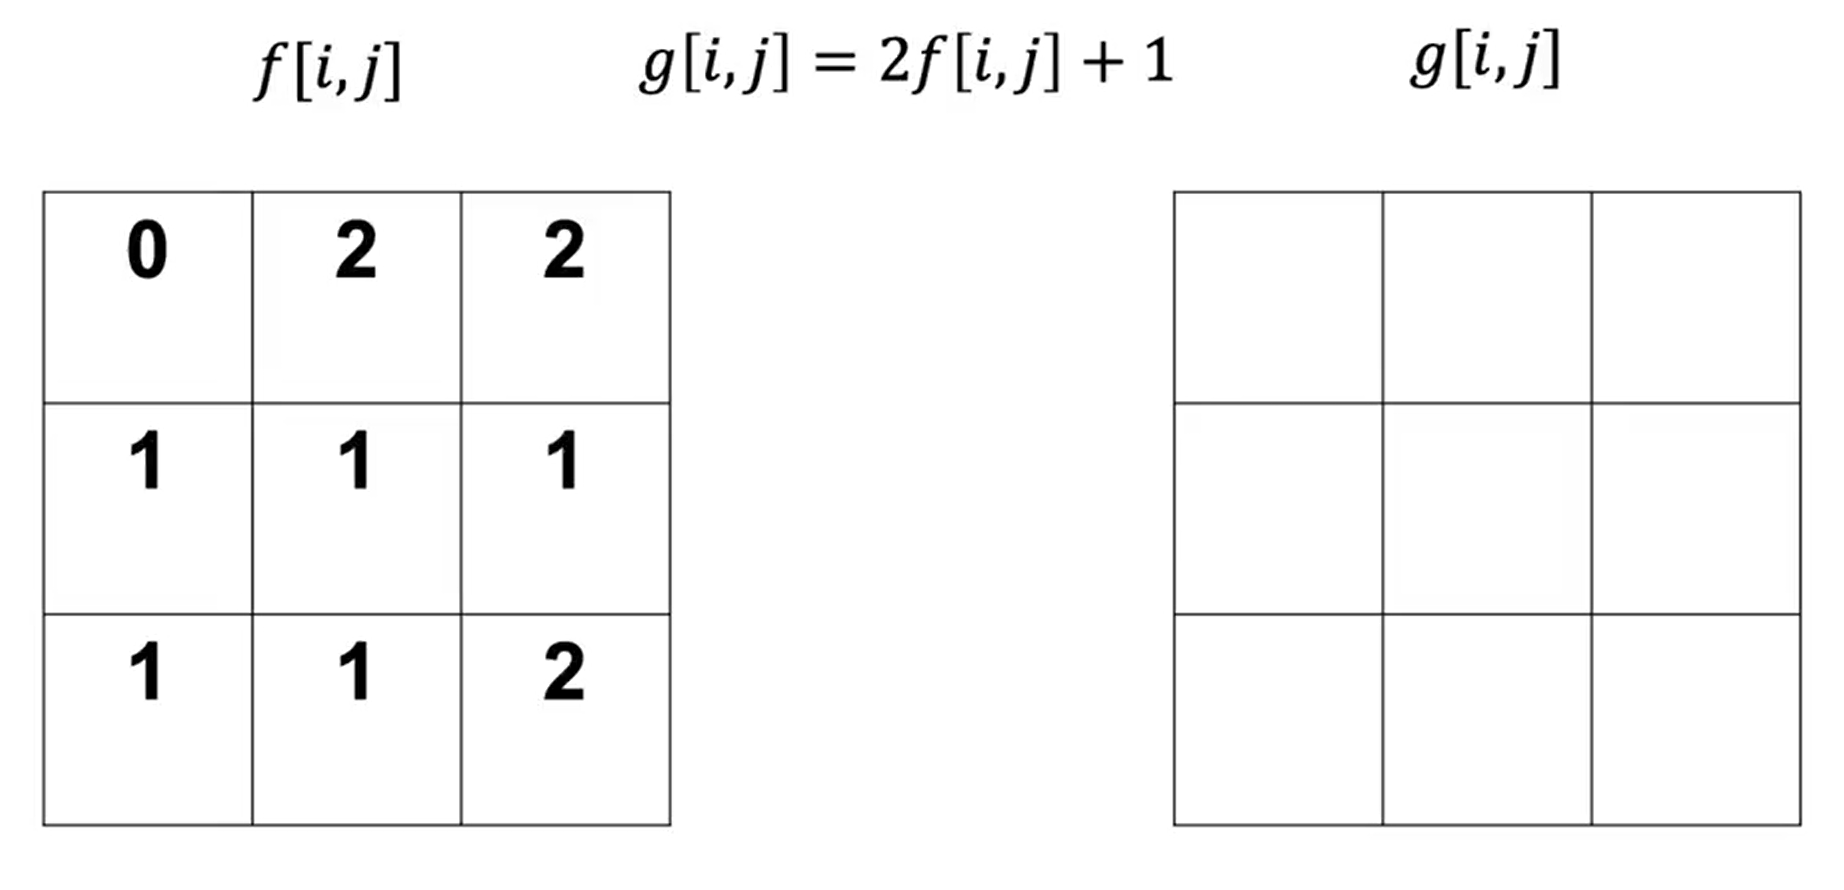 f[i,j] g[i,j] = 2f[i,j] + 1 g[i,j]
0 2 2
1 1 1
1 1 2